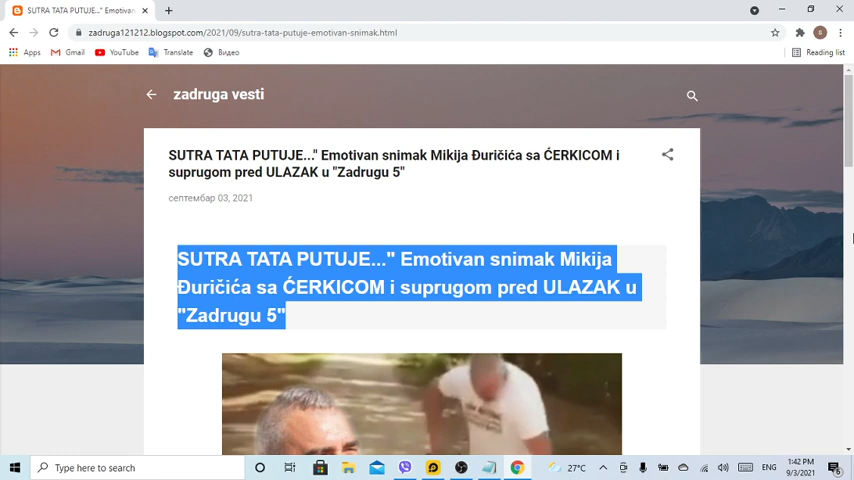 SUTRA TATA PUTUJE..." Emotivan
zadruga121212.blogspot.com/2021/09/sutra-tata-putuje-emotivan-snimak.html
Apps Gmail YouTube Translate Видео Reading list
zadruga vesti
SUTRA TATA PUTUJE..." Emotivan snimak Mikija Đuričića sa ĆERKICOM i
suprugom pred ULAZAK u "Zadrugu 5"
септембар 03, 2021
SUTRA TATA PUTUJE..." Emotivan snimak Mikija
Đuričića sa ĆERKICOM i suprugom pred ULAZAK u
"Zadrugu 5"
Type here to search
27°C
ENG
1:42 PM
9/3/2021